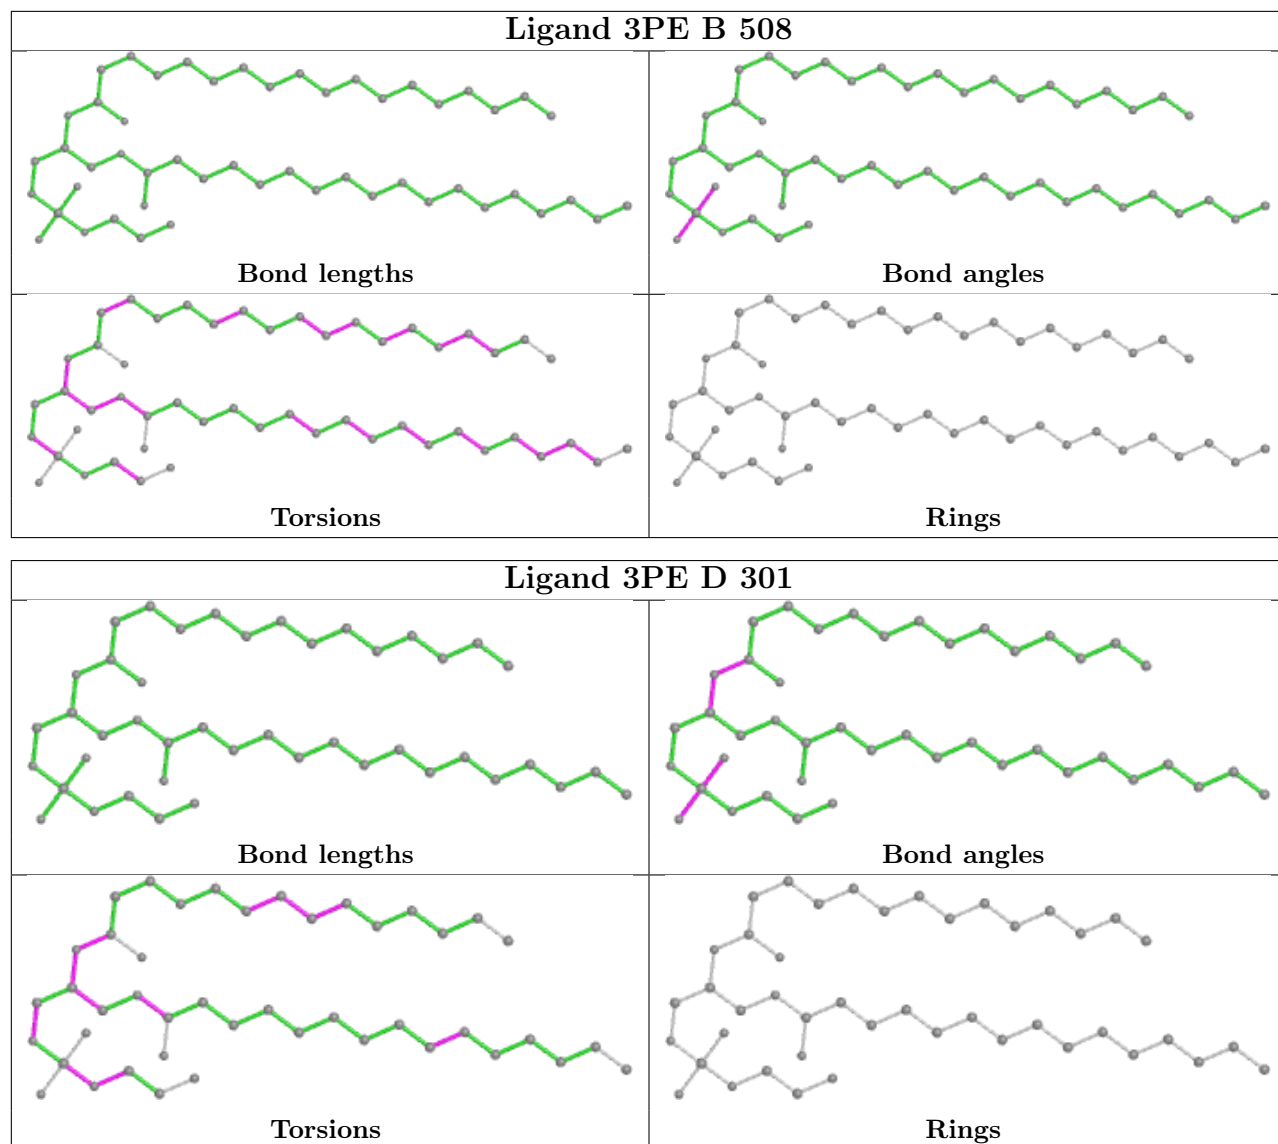 Ligand 3PE B 508
Bond lengths
Bond angles
Torsions
Rings
Ligand 3PE D 301
Bond lengths
Bond angles
Torsions
Rings